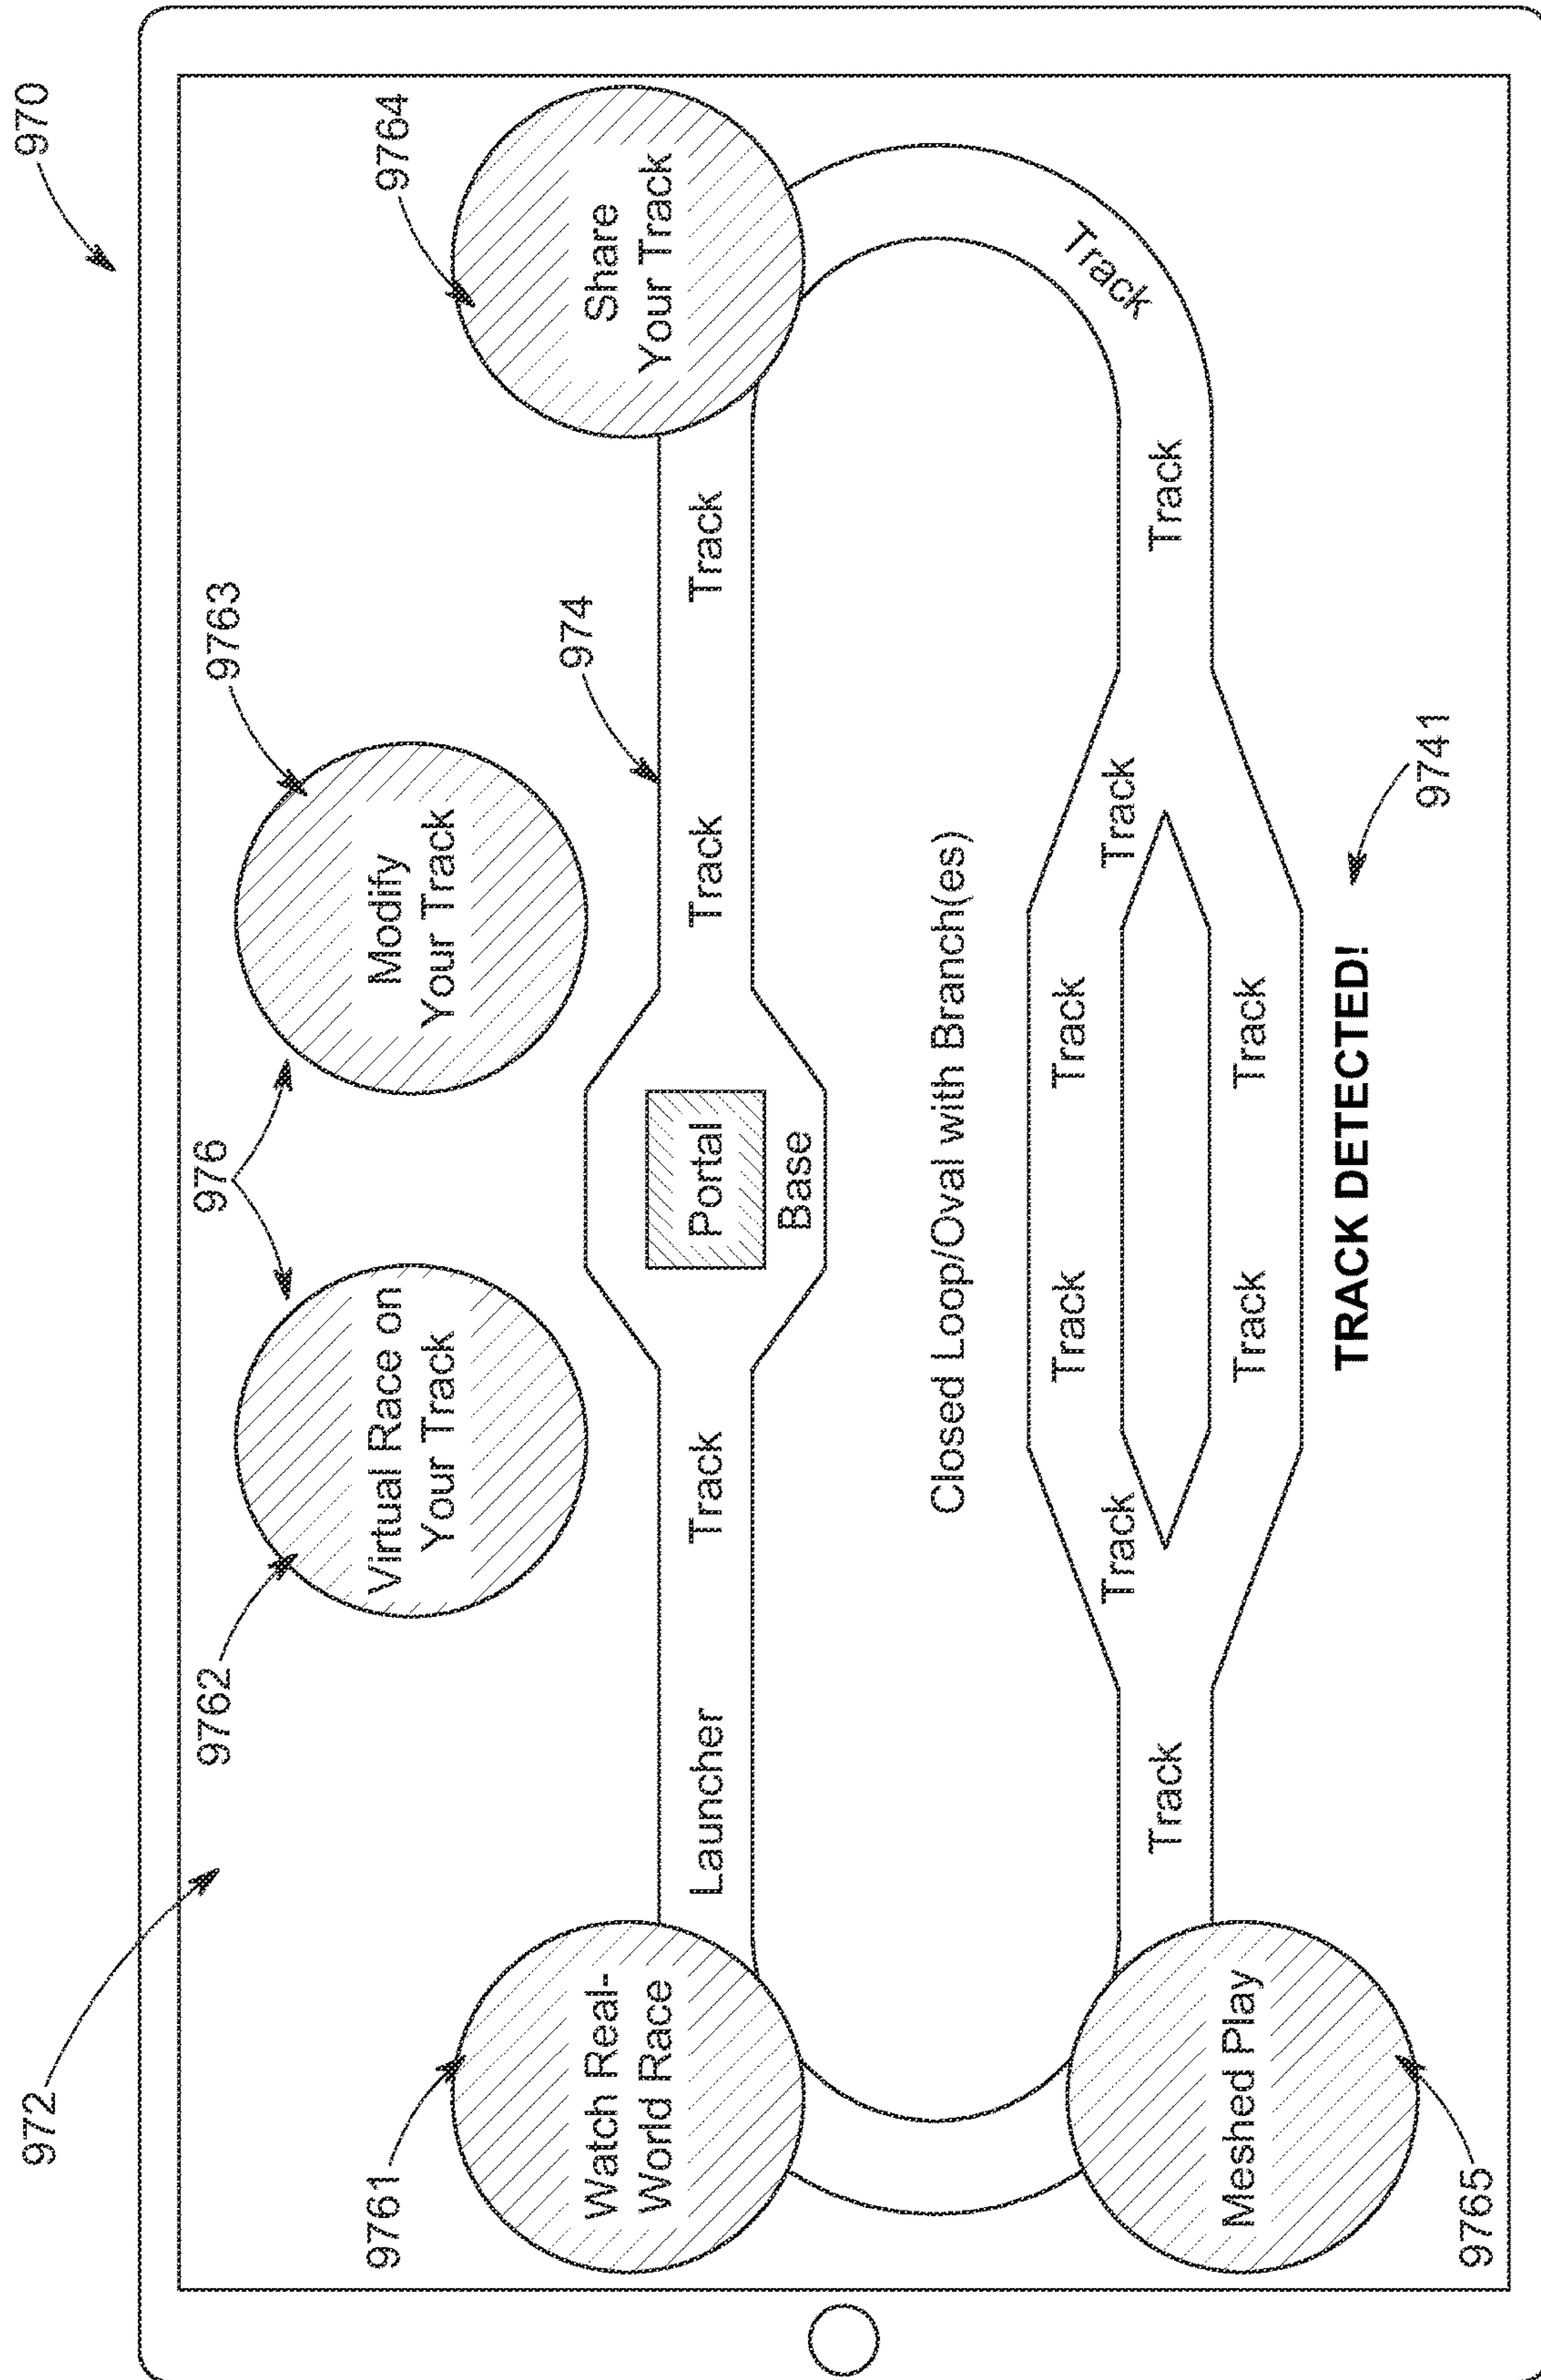 970
972
976
9762
9763
Virtual Race on
Your Track
Modify
Your Track
9761
9764
974
Watch Real-
World Race
Share
Your Track
Launcher
Track
Portal
Base
Track
Track
Closed Loop/Oval with Branch(es)
Track
Track
Track
Track
Track
Track
Track
Track
Track
Meshed Play
TRACK DETECTED!
9741
9765